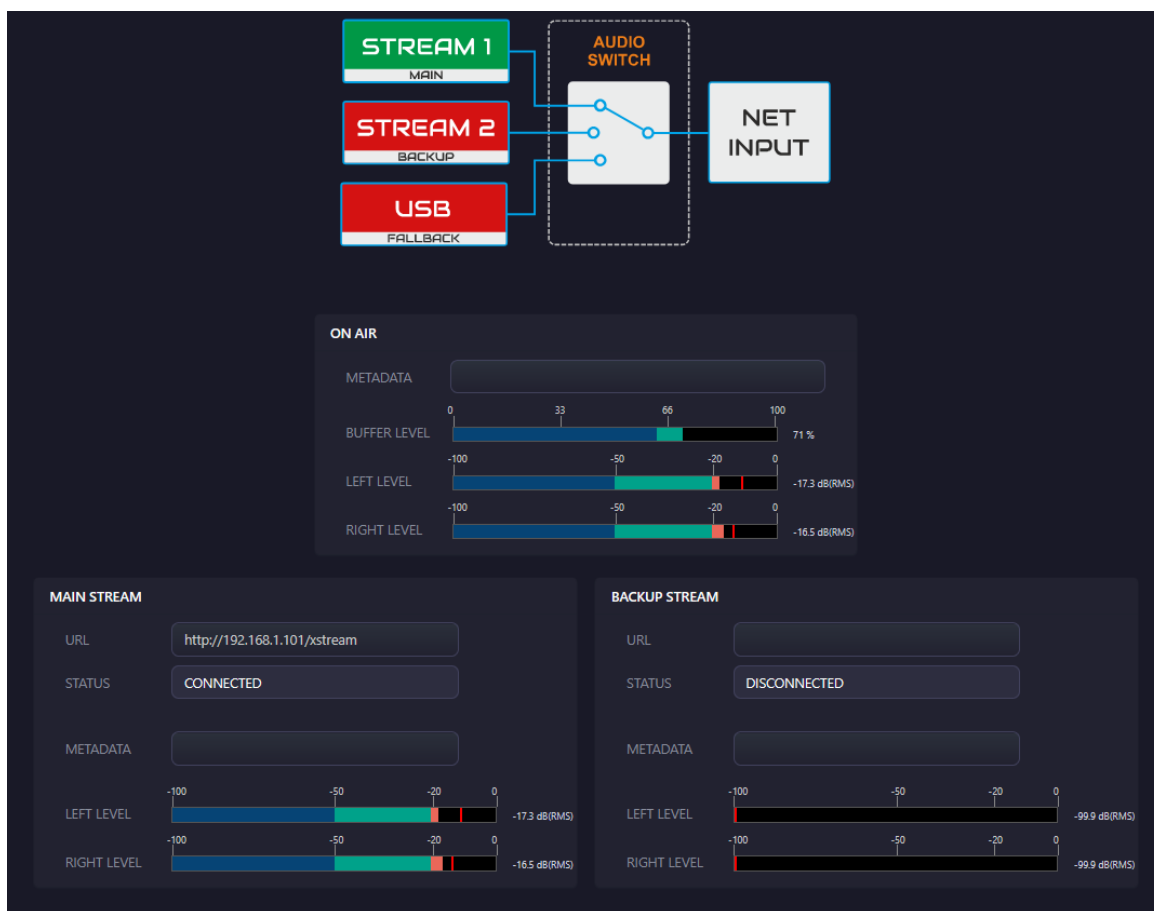 STREAM 1
MAIN
AUDIO
SWITCH
STREAM 2
BACKUP
NET
INPUT
USB
FALLBACK
ON AIR
METADATA
0 33 66 100
BUFFER LEVEL 71 %
-100 -50 -20 0
LEFT LEVEL -17.3 dB(RMS)
-100 -50 -20 0
RIGHT LEVEL -16.5 dB(RMS)
MAIN STREAM
URL http://192.168.1.101/xstream
STATUS CONNECTED
METADATA
-100 -50 -20 0
LEFT LEVEL -17.3 dB(RMS)
-100 -50 -20 0
RIGHT LEVEL -16.5 dB(RMS)
BACKUP STREAM
URL
STATUS DISCONNECTED
METADATA
-100 -50 -20 0
LEFT LEVEL -99.9 dB(RMS)
-100 -50 -20 0
RIGHT LEVEL -99.9 dB(RMS)